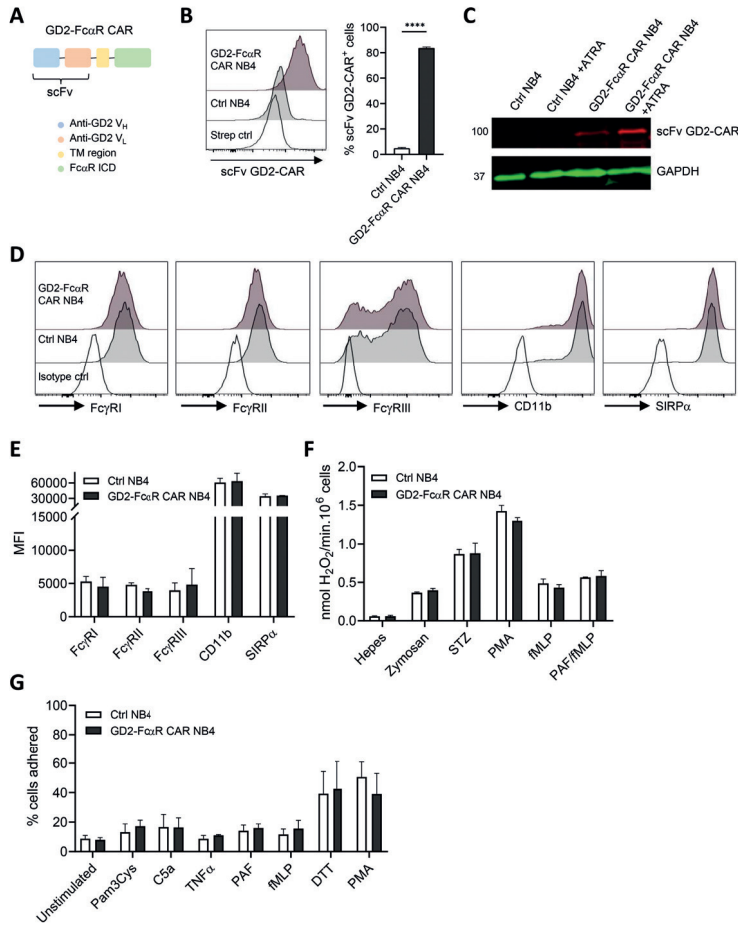 A
GD2-FcαR CAR
scFv
Anti-GD2 VH
Anti-GD2 VL
TM region
FcαR ICD
B
GD2-FcαR
CAR NB4
Ctrl NB4
Strep ctrl
scFv GD2-CAR
% scFv GD2-CAR+ cells
100
80
60
40
20
0
****
Ctrl NB4
GD2-FcαR CAR NB4
C
Ctrl NB4
Ctrl NB4 +ATRA
GD2-FcαR CAR NB4
GD2-FcαR CAR NB4
+ATRA
100
scFv GD2-CAR
37
GAPDH
D
GD2-FcαR
CAR NB4
Ctrl NB4
Isotype ctrl
FcγRI
FcγRII
FcγRIII
CD11b
SIRPα
E
MFI
60000
30000
15000
10000
5000
0
Ctrl NB4
GD2-FcαR CAR NB4
FcγRI
FcγRII
FcγRIII
CD11b
SIRPα
F
nmol H2O2/min.10^6 cells
2.0
1.5
1.0
0.5
0.0
Ctrl NB4
GD2-FcαR CAR NB4
Hepes
Zymosan
STZ
PMA
fMLP
PAF/fMLP
G
% cells adhered
100
80
60
40
20
0
Ctrl NB4
GD2-FcαR CAR NB4
Unstimulated
Pam3Cys
C5a
TNFα
PAF
fMLP
DTT
PMA